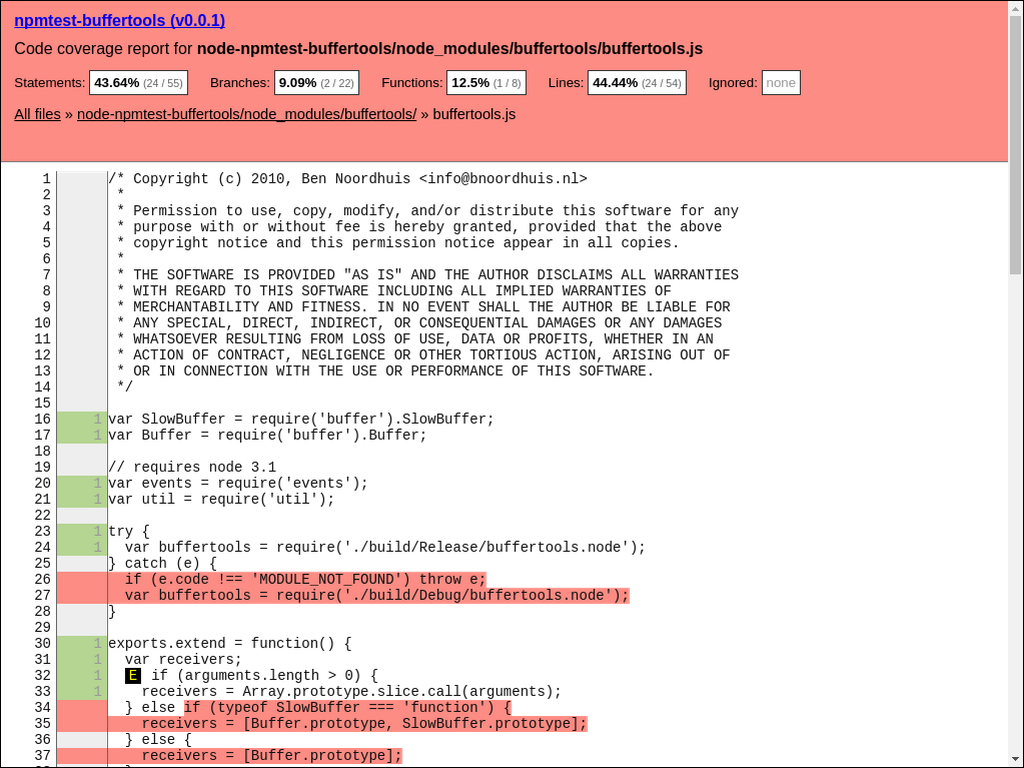 npmtest-buffertools (v0.0.1)
Code coverage report for node-npmtest-buffertools/node_modules/buffertools/buffertools.js
Statements: 43.64% (24 / 55) Branches: 9.09% (2 / 22) Functions: 12.5% (1 / 8) Lines: 44.44% (24 / 54) Ignored: none
All files » node-npmtest-buffertools/node_modules/buffertools/ » buffertools.js
1 /* Copyright (c) 2010, Ben Noordhuis <info@bnoordhuis.nl>
2 *
3 * Permission to use, copy, modify, and/or distribute this software for any
4 * purpose with or without fee is hereby granted, provided that the above
5 * copyright notice and this permission notice appear in all copies.
6 *
7 * THE SOFTWARE IS PROVIDED "AS IS" AND THE AUTHOR DISCLAIMS ALL WARRANTIES
8 * WITH REGARD TO THIS SOFTWARE INCLUDING ALL IMPLIED WARRANTIES OF
9 * MERCHANTABILITY AND FITNESS. IN NO EVENT SHALL THE AUTHOR BE LIABLE FOR
10 * ANY SPECIAL, DIRECT, INDIRECT, OR CONSEQUENTIAL DAMAGES OR ANY DAMAGES
11 * WHATSOEVER RESULTING FROM LOSS OF USE, DATA OR PROFITS, WHETHER IN AN
12 * ACTION OF CONTRACT, NEGLIGENCE OR OTHER TORTIOUS ACTION, ARISING OUT OF
13 * OR IN CONNECTION WITH THE USE OR PERFORMANCE OF THIS SOFTWARE.
14 */
15
16 1 var SlowBuffer = require('buffer').SlowBuffer;
17 1 var Buffer = require('buffer').Buffer;
18
19 // requires node 3.1
20 1 var events = require('events');
21 1 var util = require('util');
22
23 1 try {
24 1 var buffertools = require('./build/Release/buffertools.node');
25 } catch (e) {
26 if (e.code !== 'MODULE_NOT_FOUND') throw e;
27 var buffertools = require('./build/Debug/buffertools.node');
28 }
29
30 1 exports.extend = function() {
31 1 var receivers;
32 1 E if (arguments.length > 0) {
33 1 receivers = Array.prototype.slice.call(arguments);
34 } else if (typeof SlowBuffer === 'function') {
35 receivers = [Buffer.prototype, SlowBuffer.prototype];
36 } else {
37 receivers = [Buffer.prototype];